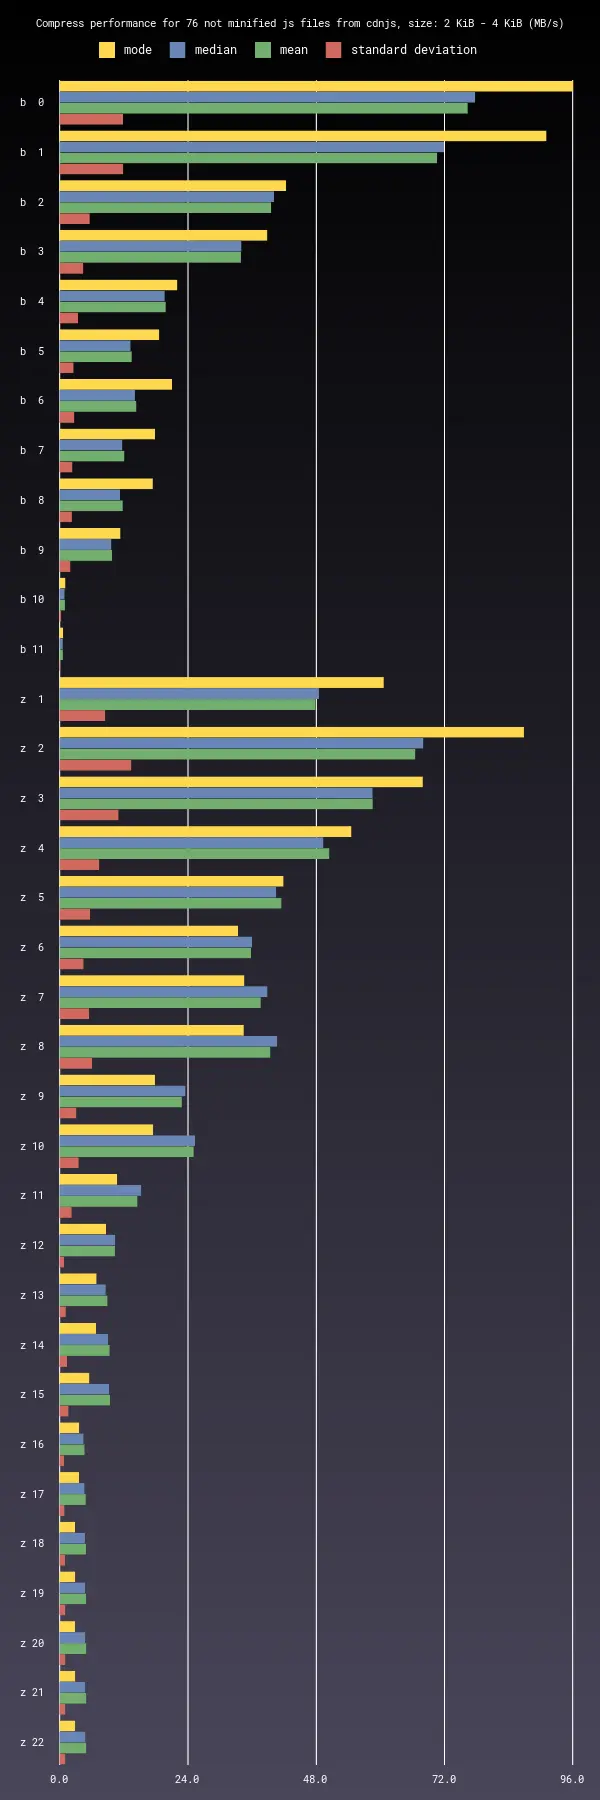 Compress performance for 76 not minified js files from cdnjs, size: 2 KiB - 4 KiB (MB/s)
mode median mean standard deviation
b 0
b 1
b 2
b 3
b 4
b 5
b 6
b 7
b 8
b 9
b 10
b 11
z 1
z 2
z 3
z 4
z 5
z 6
z 7
z 8
z 9
z 10
z 11
z 12
z 13
z 14
z 15
z 16
z 17
z 18
z 19
z 20
z 21
z 22
0.0 24.0 48.0 72.0 96.0